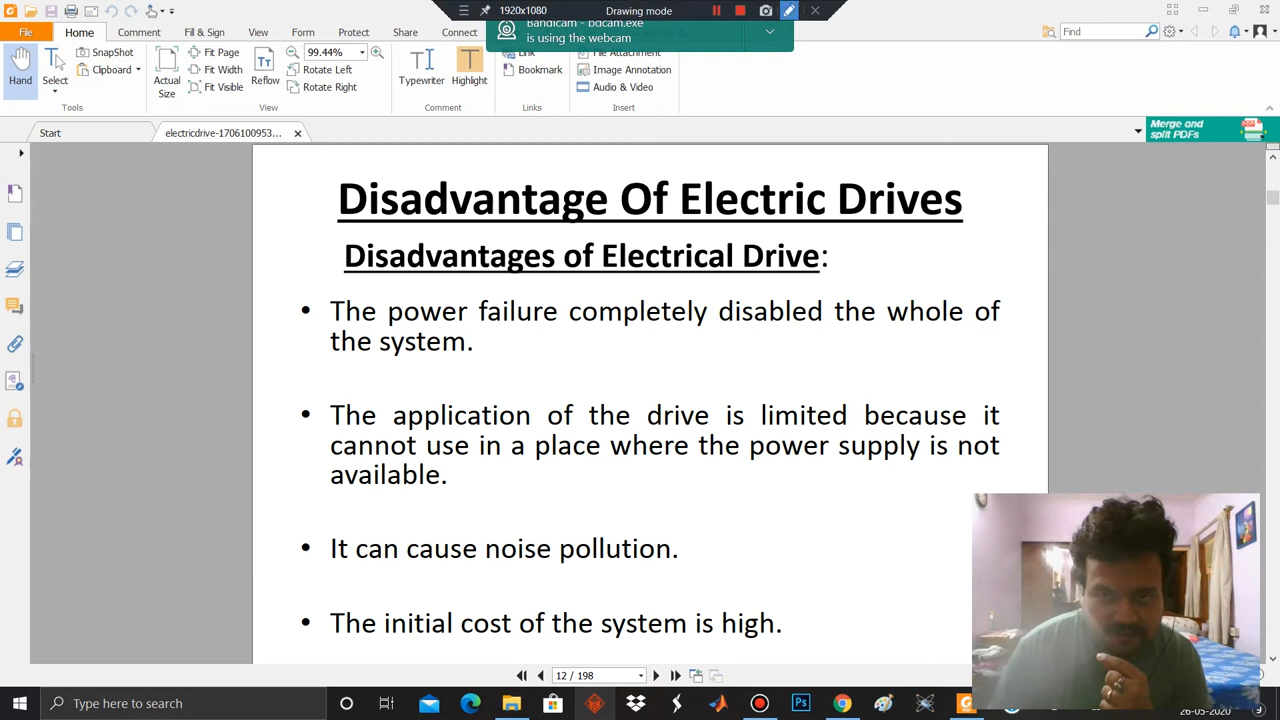 1920x1080
Drawing mode
Bandicam - bdcam.exe
is using the webcam
File
Home
Comment
View
Form
Protect
Share
Connect
Fill & Sign
Find
Hand
Select
SnapShot
Clipboard
Tools
Actual
Size
Fit Page
Fit Width
Fit Visible
Reflow
99.44%
Rotate Left
Rotate Right
View
Typewriter
Highlight
Comment
Link
Bookmark
Links
File Attachment
Image Annotation
Audio & Video
Insert
Start
electricdrive-1706100953...
Merge and
split PDFs
Disadvantage Of Electric Drives
Disadvantages of Electrical Drive:
• The power failure completely disabled the whole of
the system.
• The application of the drive is limited because it
cannot use in a place where the power supply is not
available.
• It can cause noise pollution.
• The initial cost of the system is high.
12 / 198
Type here to search
Ps
26-05-2020